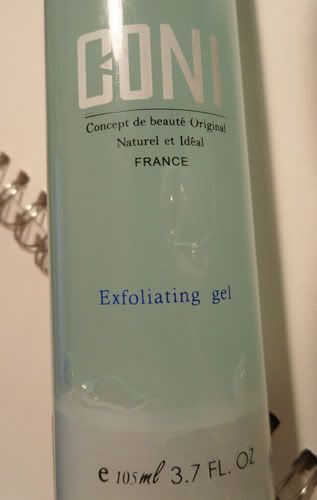 CONI
Concept de beauté Original
Naturel et Idéal
FRANCE
Exfoliating gel
e 105ml 3.7 FL. OZ